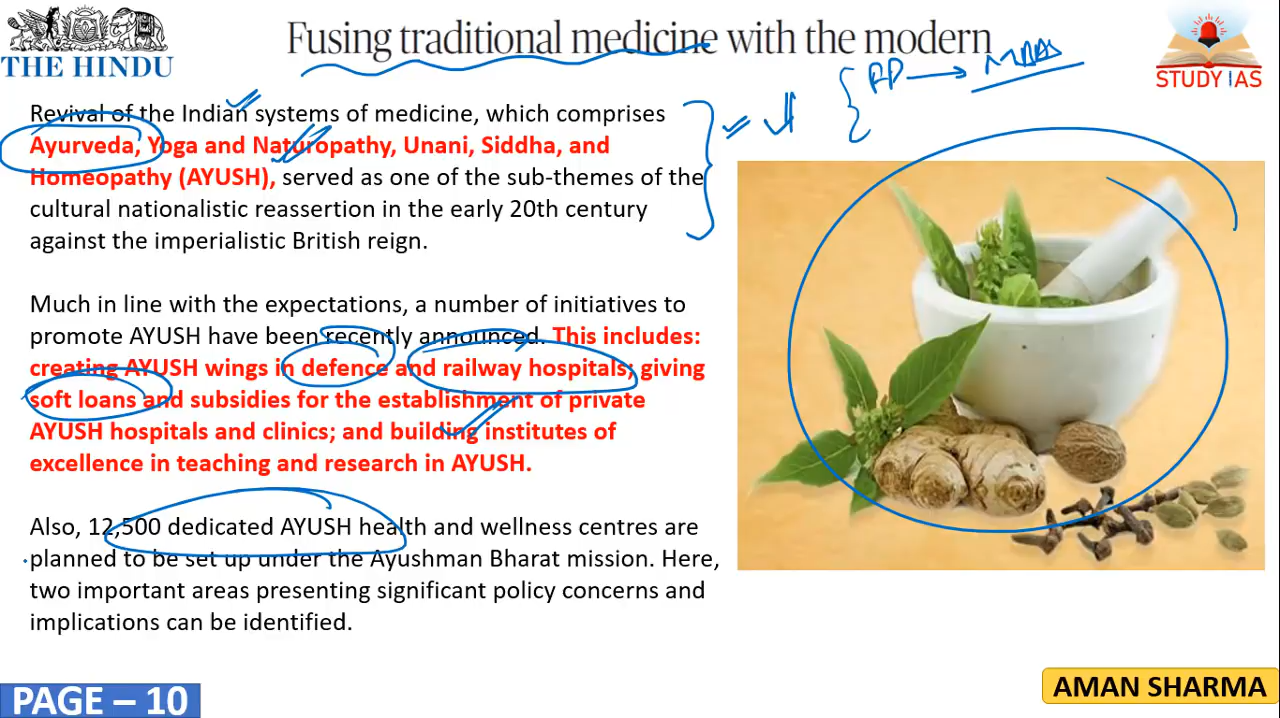 Fusing traditional medicine with the modern
THE HINDU
STUDY IAS
Revival of the Indian systems of medicine, which comprises
Ayurveda, Yoga and Naturopathy, Unani, Siddha, and
Homeopathy (AYUSH), served as one of the sub-themes of the
cultural nationalistic reassertion in the early 20th century
against the imperialistic British reign.
Much in line with the expectations, a number of initiatives to
promote AYUSH have been recently announced. This includes:
creating AYUSH wings in defence and railway hospitals; giving
soft loans and subsidies for the establishment of private
AYUSH hospitals and clinics; and building institutes of
excellence in teaching and research in AYUSH.
Also, 12,500 dedicated AYUSH health and wellness centres are
planned to be set up under the Ayushman Bharat mission. Here,
two important areas presenting significant policy concerns and
implications can be identified.
PAGE – 10
AMAN SHARMA